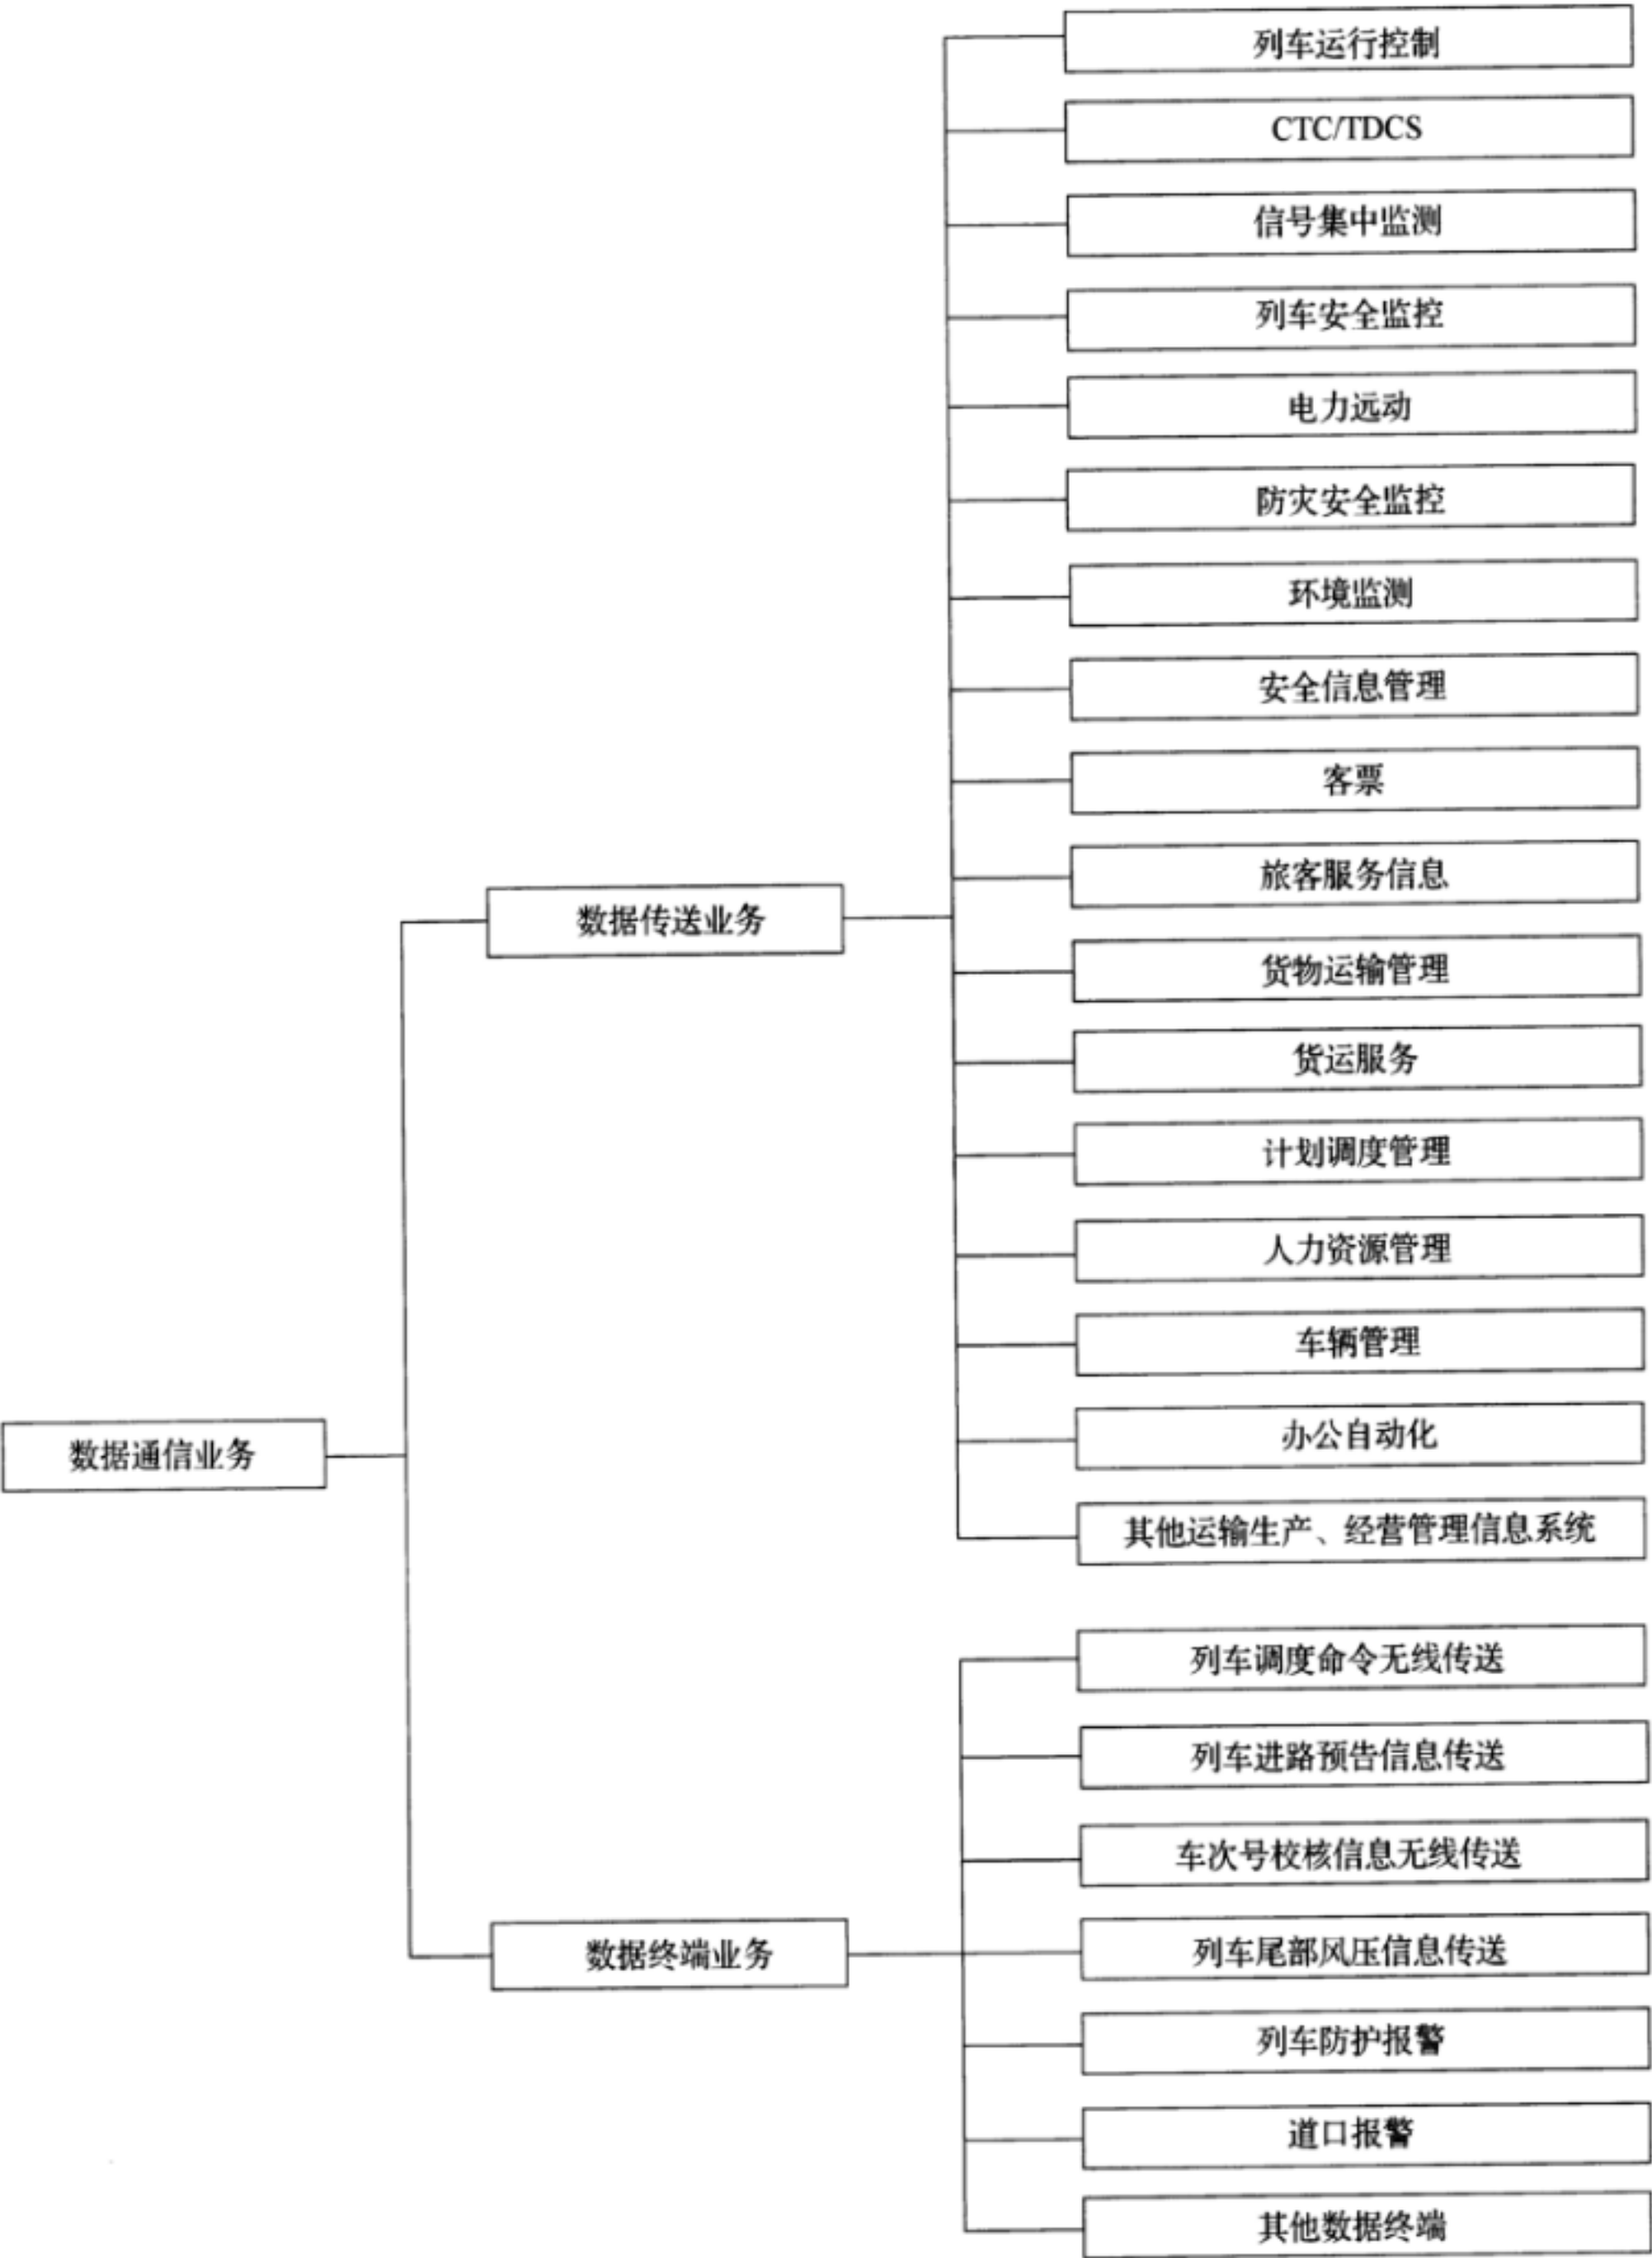 列车运行控制
CTC/TDCS
信号集中监测
列车安全监控
电力远动
防灾安全监控
环境监测
安全信息管理
客票
旅客服务信息
数据传送业务
货物运输管理
货运服务
计划调度管理
人力资源管理
车辆管理
办公自动化
数据通信业务
其他运输生产、经营管理信息系统
列车调度命令无线传送
列车进路预告信息传送
车次号校核信息无线传送
列车尾部风压信息传送
数据终端业务
列车防护报警
道口报警
其他数据终端